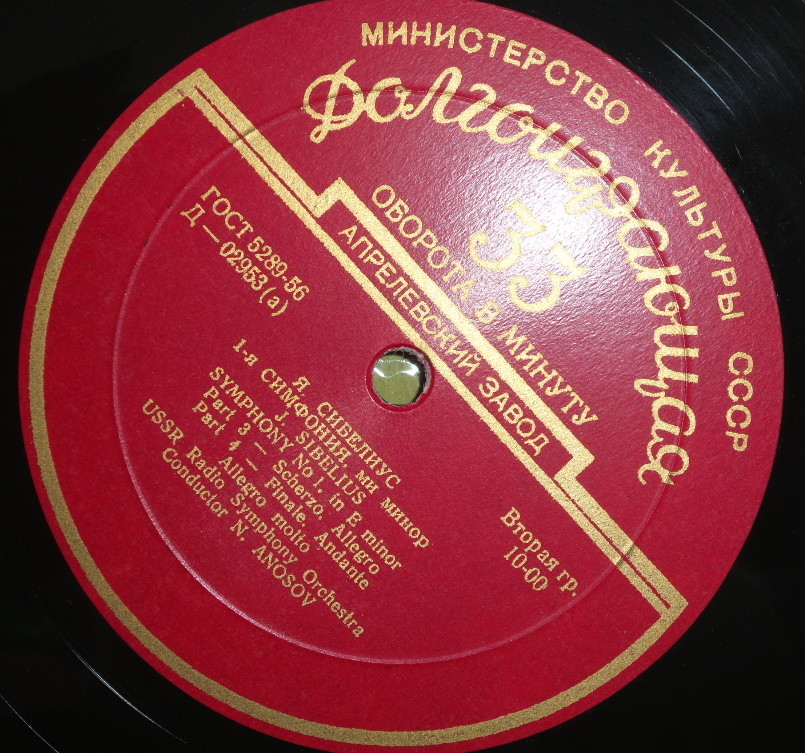 МИНИСТЕРСТВО КУЛЬТУРЫ СССР
Долгоиграющая
33
ОБОРОТА В МИНУТУ
АПРЕЛЕВСКИЙ ЗАВОД
ГОСТ 5289-56
Д—02953 (а)
Вторая гр.
10-00
Я СИБЕЛИУС
1-я СИМФОНИЯ, ми минор
J. SIBELIUS
SYMPHONY No 1, in E minor
Part 3 — Scherzo, Allegro
Part 4 — Finale, Andante
Allegro molto
USSR Radio Symphony Orchestra
Conductor N. ANOSOV